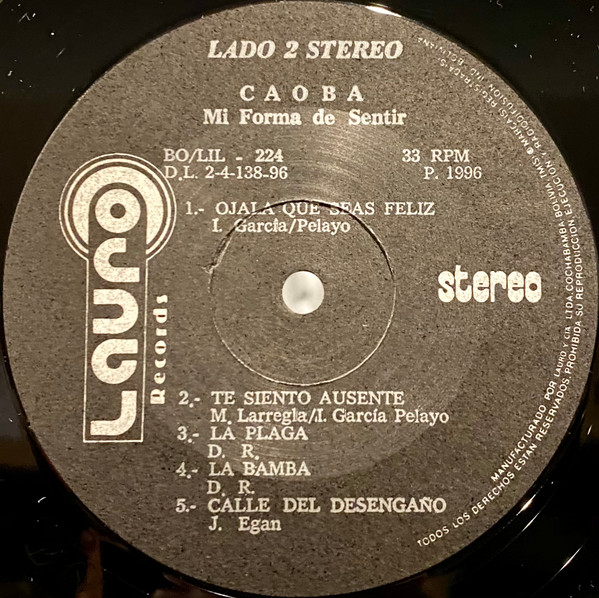 LADO 2 STEREO
CAOBA
Mi Forma de Sentir
BO/LIL - 224
33 RPM
D.L. 2-4-138-96
P. 1996
1.- OJALA QUE SEAS FELIZ
I. García/Pelayo
Lauro
Records
stereo
2.- TE SIENTO AUSENTE
M. Larregla/I. García Pelayo
3.- LA PLAGA
D. R.
4.- LA BAMBA
D. R.
5.- CALLE DEL DESENGAÑO
J. Egan
MANUFACTURADO POR LAURO Y CIA. LTDA. COCHABAMBA-BOLIVIA
TODOS LOS DERECHOS ESTAN RESERVADOS. PROHIBIDA SU REPRODUCCION, EJECUCION Y RADIODIFUSION